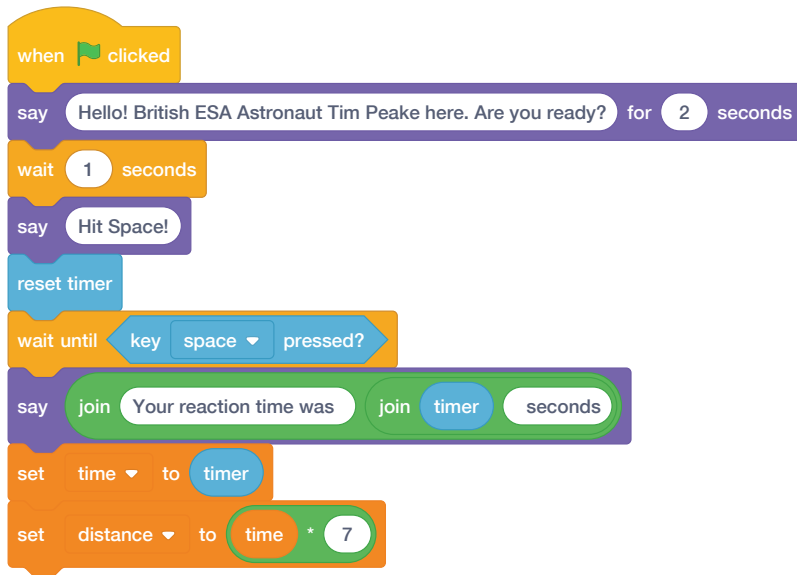 when clicked
say Hello! British ESA Astronaut Tim Peake here. Are you ready? for 2 seconds
wait 1 seconds
say Hit Space!
reset timer
wait until key space pressed?
say join Your reaction time was join timer seconds
set time to timer
set distance to time * 7